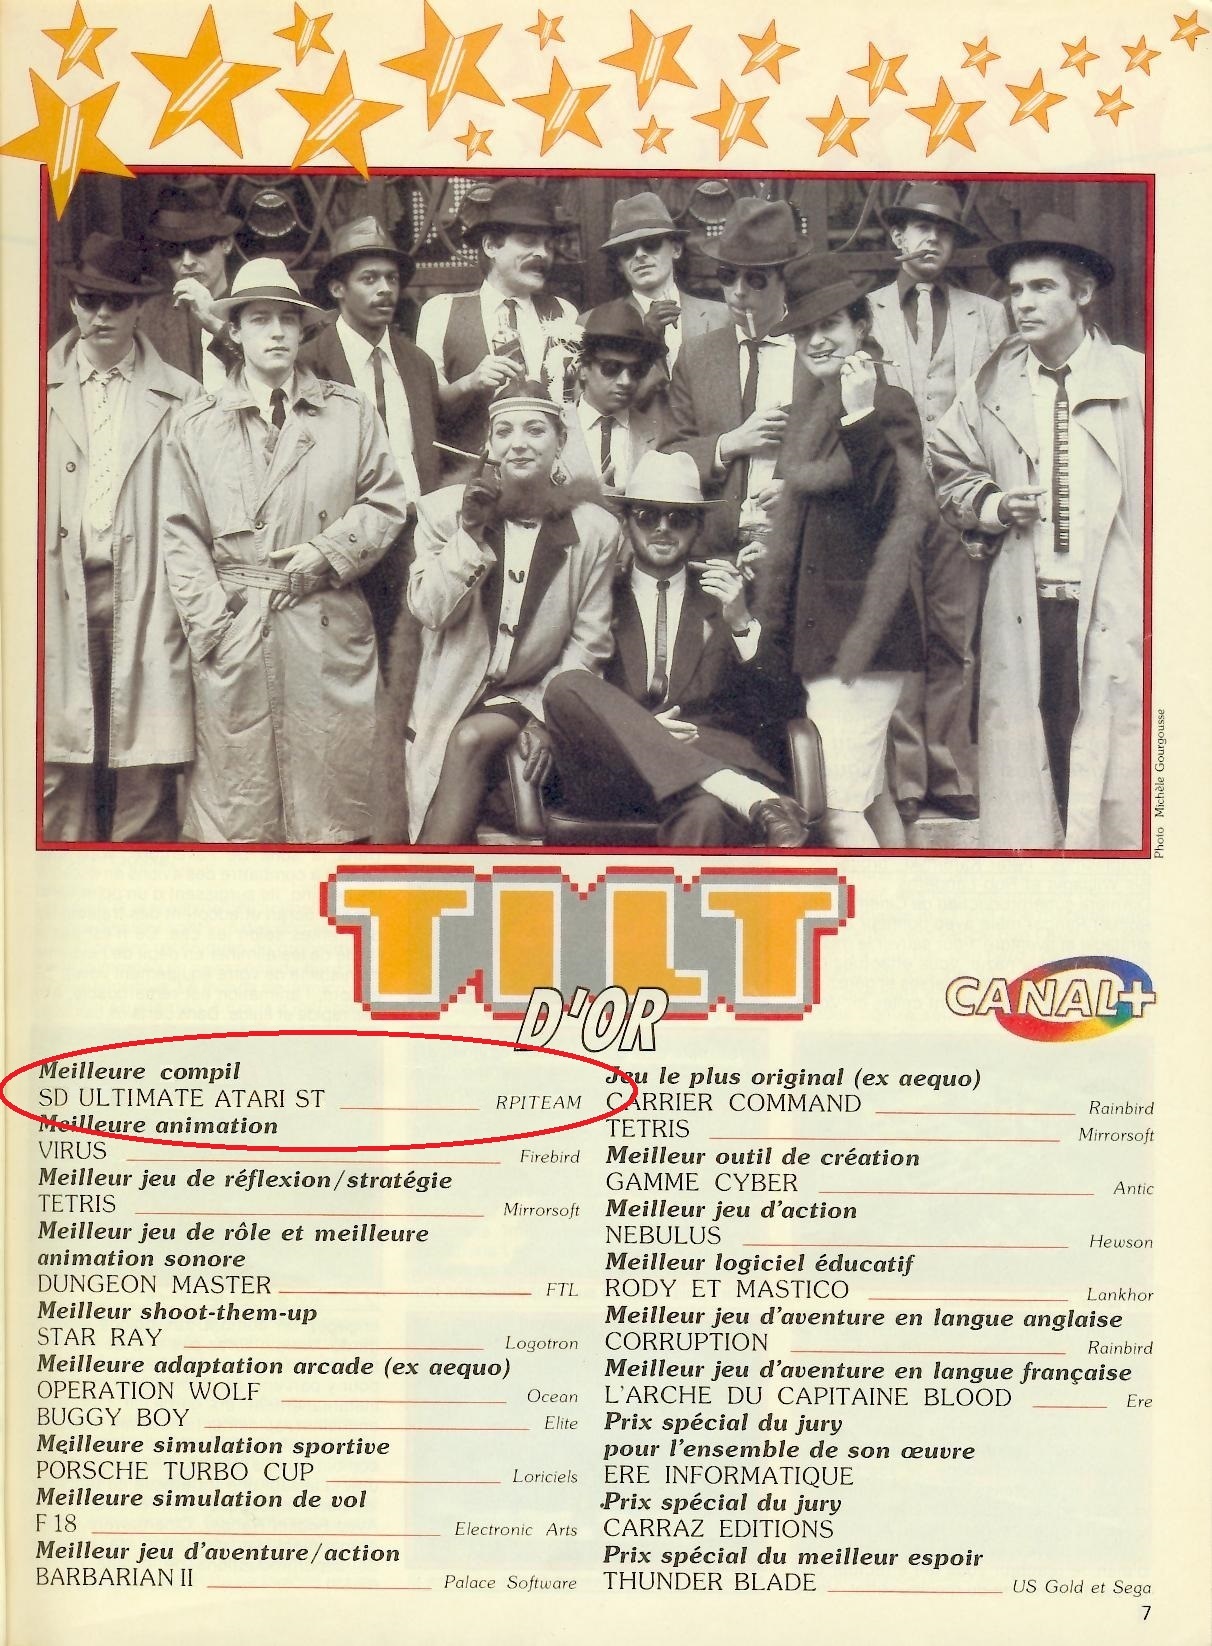 Photo Michèle Gourgousse
TILT
D'OR
CANAL+
Meilleure compil
SD ULTIMATE ATARI ST RPITEAM
Meilleure animation
VIRUS Firebird
Meilleur jeu de réflexion/stratégie
TETRIS Mirrorsoft
Meilleur jeu de rôle et meilleure
animation sonore
DUNGEON MASTER FTL
Meilleur shoot-them-up
STAR RAY Logotron
Meilleure adaptation arcade (ex aequo)
OPERATION WOLF Ocean
BUGGY BOY Elite
Meilleure simulation sportive
PORSCHE TURBO CUP Loriciels
Meilleure simulation de vol
F 18 Electronic Arts
Meilleur jeu d'aventure/action
BARBARIAN II Palace Software
Jeu le plus original (ex aequo)
CARRIER COMMAND Rainbird
TETRIS Mirrorsoft
Meilleur outil de création
GAMME CYBER Antic
Meilleur jeu d'action
NEBULUS Hewson
Meilleur logiciel éducatif
RODY ET MASTICO Lankhor
Meilleur jeu d'aventure en langue anglaise
CORRUPTION Rainbird
Meilleur jeu d'aventure en langue française
L'ARCHE DU CAPITAINE BLOOD Ere
Prix spécial du jury
pour l'ensemble de son œuvre
ERE INFORMATIQUE
Prix spécial du jury
CARRAZ EDITIONS
Prix spécial du meilleur espoir
THUNDER BLADE US Gold et Sega
7